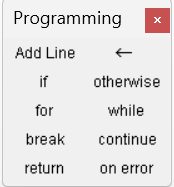 Programming ×
Add Line ←
if otherwise
for while
break continue
return on error